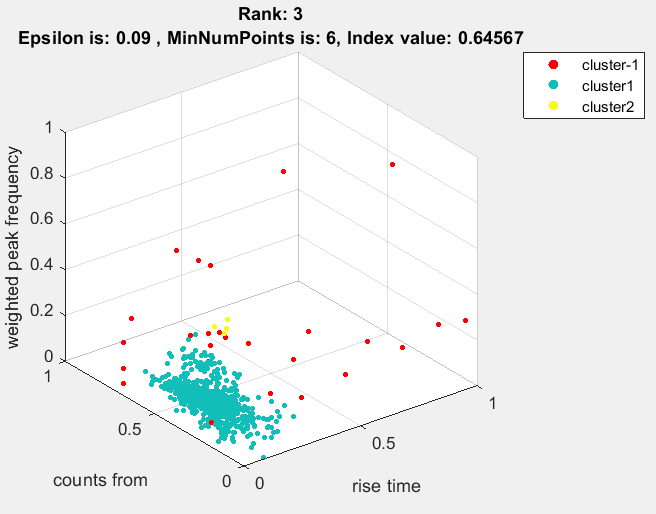 Rank: 3
Epsilon is: 0.09 , MinNumPoints is: 6, Index value: 0.64567
cluster-1
cluster1
cluster2
weighted peak frequency
1
0.8
0.6
0.4
0.2
0
1
0.5
0
counts from
0
0.5
1
rise time